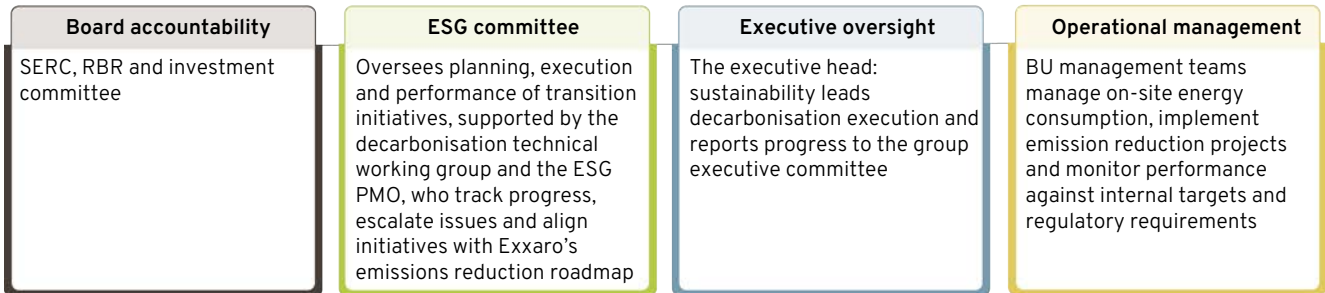 Board accountability
SERC, RBR and investment
committee
ESG committee
Oversees planning, execution
and performance of transition
initiatives, supported by the
decarbonisation technical
working group and the ESG
PMO, who track progress,
escalate issues and align
initiatives with Exxaro’s
emissions reduction roadmap
Executive oversight
The executive head:
sustainability leads
decarbonisation execution and
reports progress to the group
executive committee
Operational management
BU management teams
manage on-site energy
consumption, implement
emission reduction projects
and monitor performance
against internal targets and
regulatory requirements